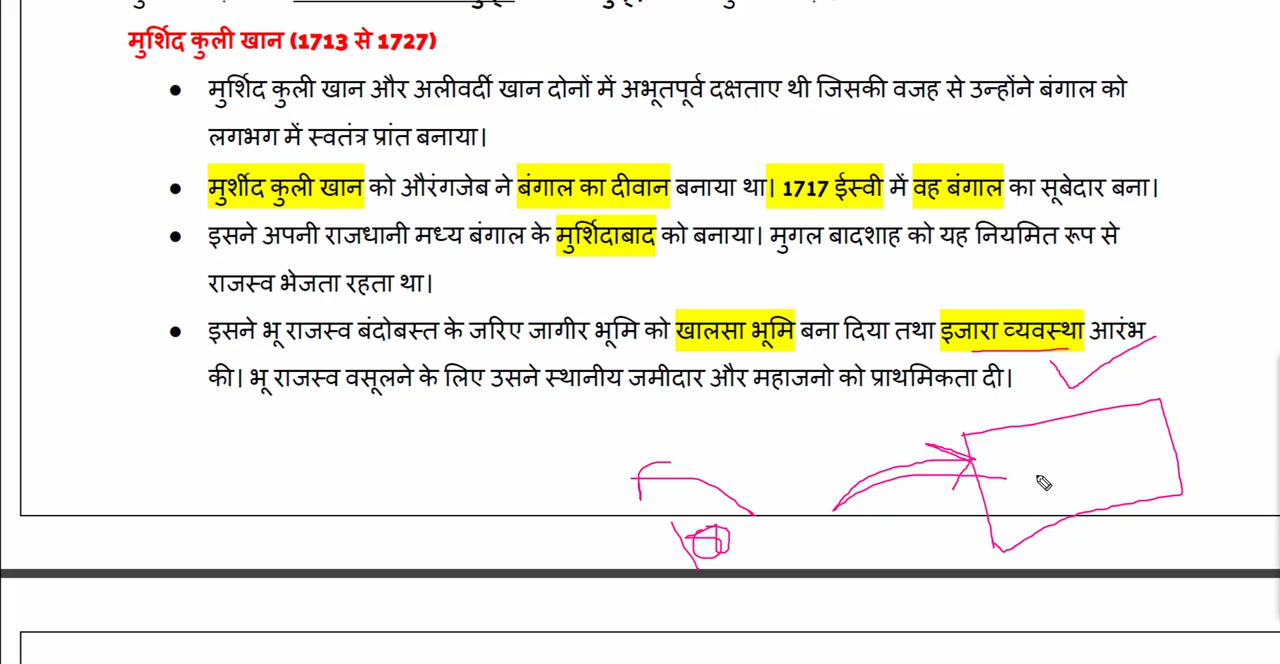 मुर्शिद कुली खान (1713 से 1727)
● मुर्शिद कुली खान और अलीवर्दी खान दोनों में अभूतपूर्व दक्षताए थी जिसकी वजह से उन्होंने बंगाल को
लगभग में स्वतंत्र प्रांत बनाया।
● मुर्शीद कुली खान को औरंगजेब ने बंगाल का दीवान बनाया था। 1717 ईस्वी में वह बंगाल का सूबेदार बना।
● इसने अपनी राजधानी मध्य बंगाल के मुर्शिदाबाद को बनाया। मुगल बादशाह को यह नियमित रूप से
राजस्व भेजता रहता था।
● इसने भू राजस्व बंदोबस्त के जरिए जागीर भूमि को खालसा भूमि बना दिया तथा इजारा व्यवस्था आरंभ
की। भू राजस्व वसूलने के लिए उसने स्थानीय जमीदार और महाजनो को प्राथमिकता दी।